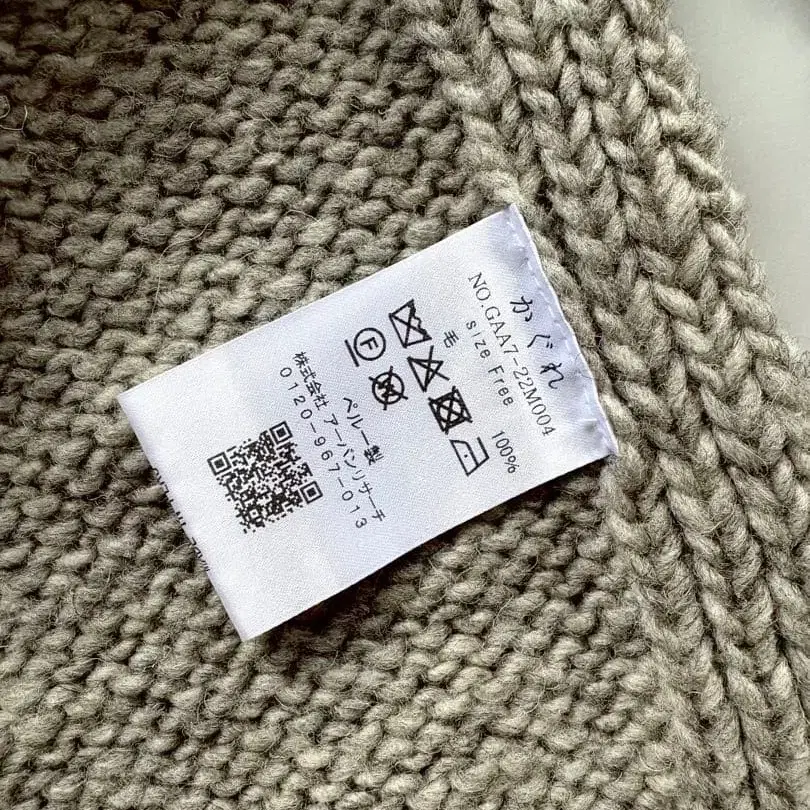 かぐれ
NO.GAA7-22M004
size Free
毛 100%
F
W
ペルー製
株式会社 アーバンリサーチ
0120-967-013